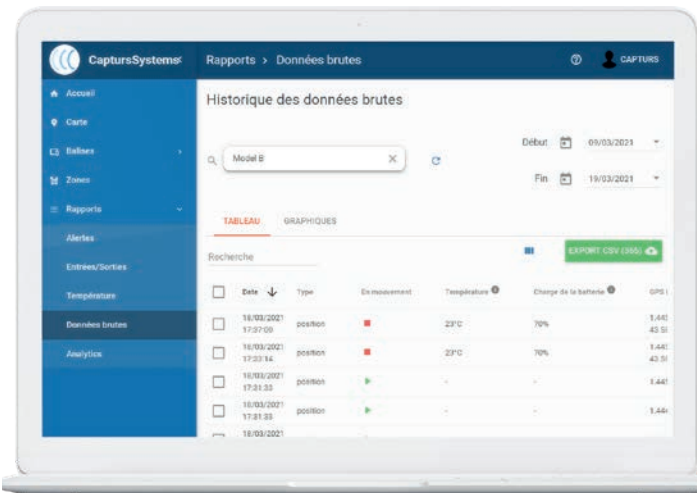 CaptursSystems
Rapports > Données brutes
CAPTURS
Accueil
Carte
Balises
Zones
Rapports
Alertes
Entrées/Sorties
Température
Données brutes
Analytics
Historique des données brutes
Début 09/03/2021
Model B
Fin 19/03/2021
TABLEAU GRAPHIQUES
Recherche
EXPORT CSV (366)
Date Type En mouvement Température Charge de la batterie GPS
18/03/2021 position 23°C 70%
17:37:09
18/03/2021 position 23°C 70%
17:33:14
18/03/2021 position - -
17:31:33
18/03/2021 position - -
17:31:33
18/03/2021